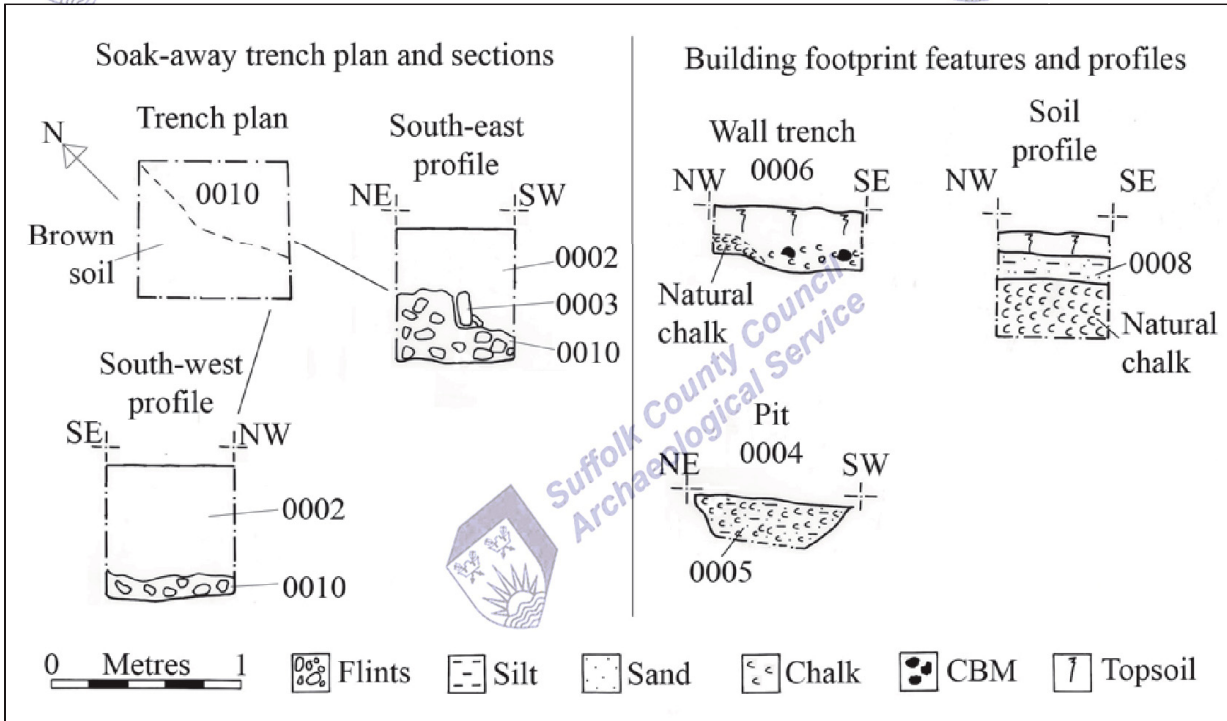 Soak-away trench plan and sections
Trench plan
N
0010
Brown
soil
South-east
profile
NE
SW
0002
0003
0010
South-west
profile
SE
NW
0002
0010
Building footprint features and profiles
Wall trench
0006
NW
SE
Natural
chalk
Soil
profile
NW
SE
0008
Natural
chalk
Pit
0004
NE
SW
0005
Suffolk County Council
Archaeological Service
0 Metres 1
Flints
Silt
Sand
Chalk
CBM
Topsoil